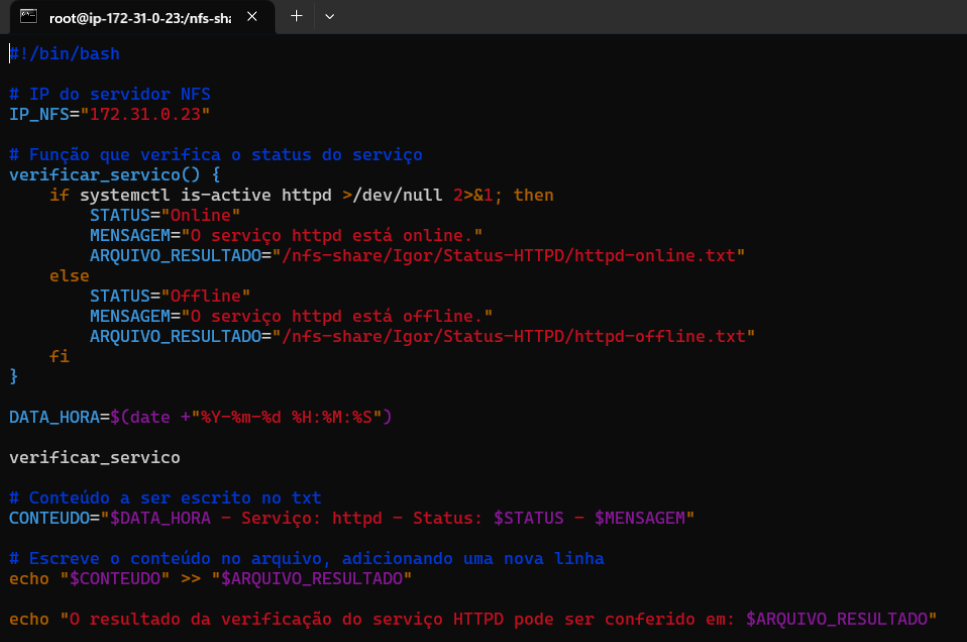 root@ip-172-31-0-23:/nfs-sha
#!/bin/bash
# IP do servidor NFS
IP_NFS="172.31.0.23"
# Função que verifica o status do serviço
verificar_servico() {
    if systemctl is-active httpd >/dev/null 2>&1; then
        STATUS="Online"
        MENSAGEM="O serviço httpd está online."
        ARQUIVO_RESULTADO="/nfs-share/Igor/Status-HTTPD/httpd-online.txt"
    else
        STATUS="Offline"
        MENSAGEM="O serviço httpd está offline."
        ARQUIVO_RESULTADO="/nfs-share/Igor/Status-HTTPD/httpd-offline.txt"
    fi
}
DATA_HORA=$(date +"%Y-%m-%d %H:%M:%S")
verificar_servico
# Conteúdo a ser escrito no txt
CONTEUDO="$DATA_HORA - Serviço: httpd - Status: $STATUS - $MENSAGEM"
# Escreve o conteúdo no arquivo, adicionando uma nova linha
echo "$CONTEUDO" >> "$ARQUIVO_RESULTADO"
echo "O resultado da verificação do serviço HTTPD pode ser conferido em: $ARQUIVO_RESULTADO"